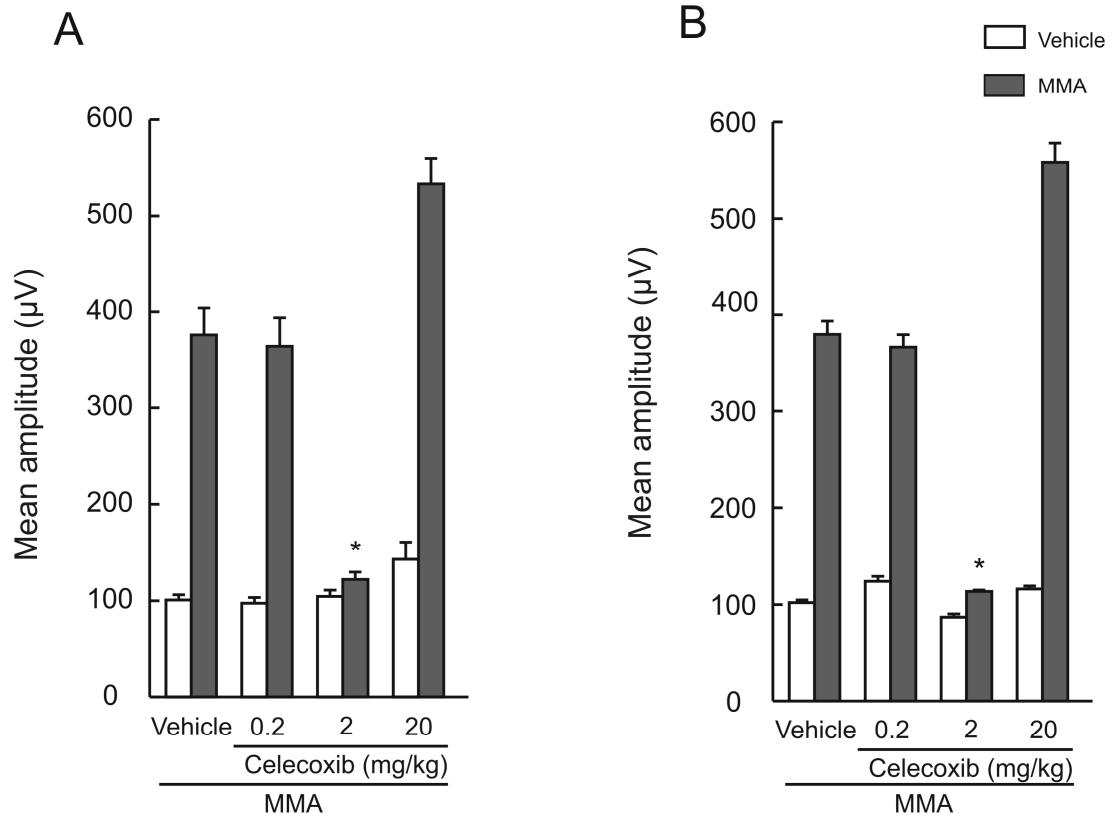 A
Mean amplitude (μV)
600
500
400
300
200
100
0
*
Vehicle 0.2 2 20
Celecoxib (mg/kg)
MMA
B
Vehicle
MMA
Mean amplitude (μV)
600
500
400
300
200
100
0
*
Vehicle 0.2 2 20
Celecoxib (mg/kg)
MMA